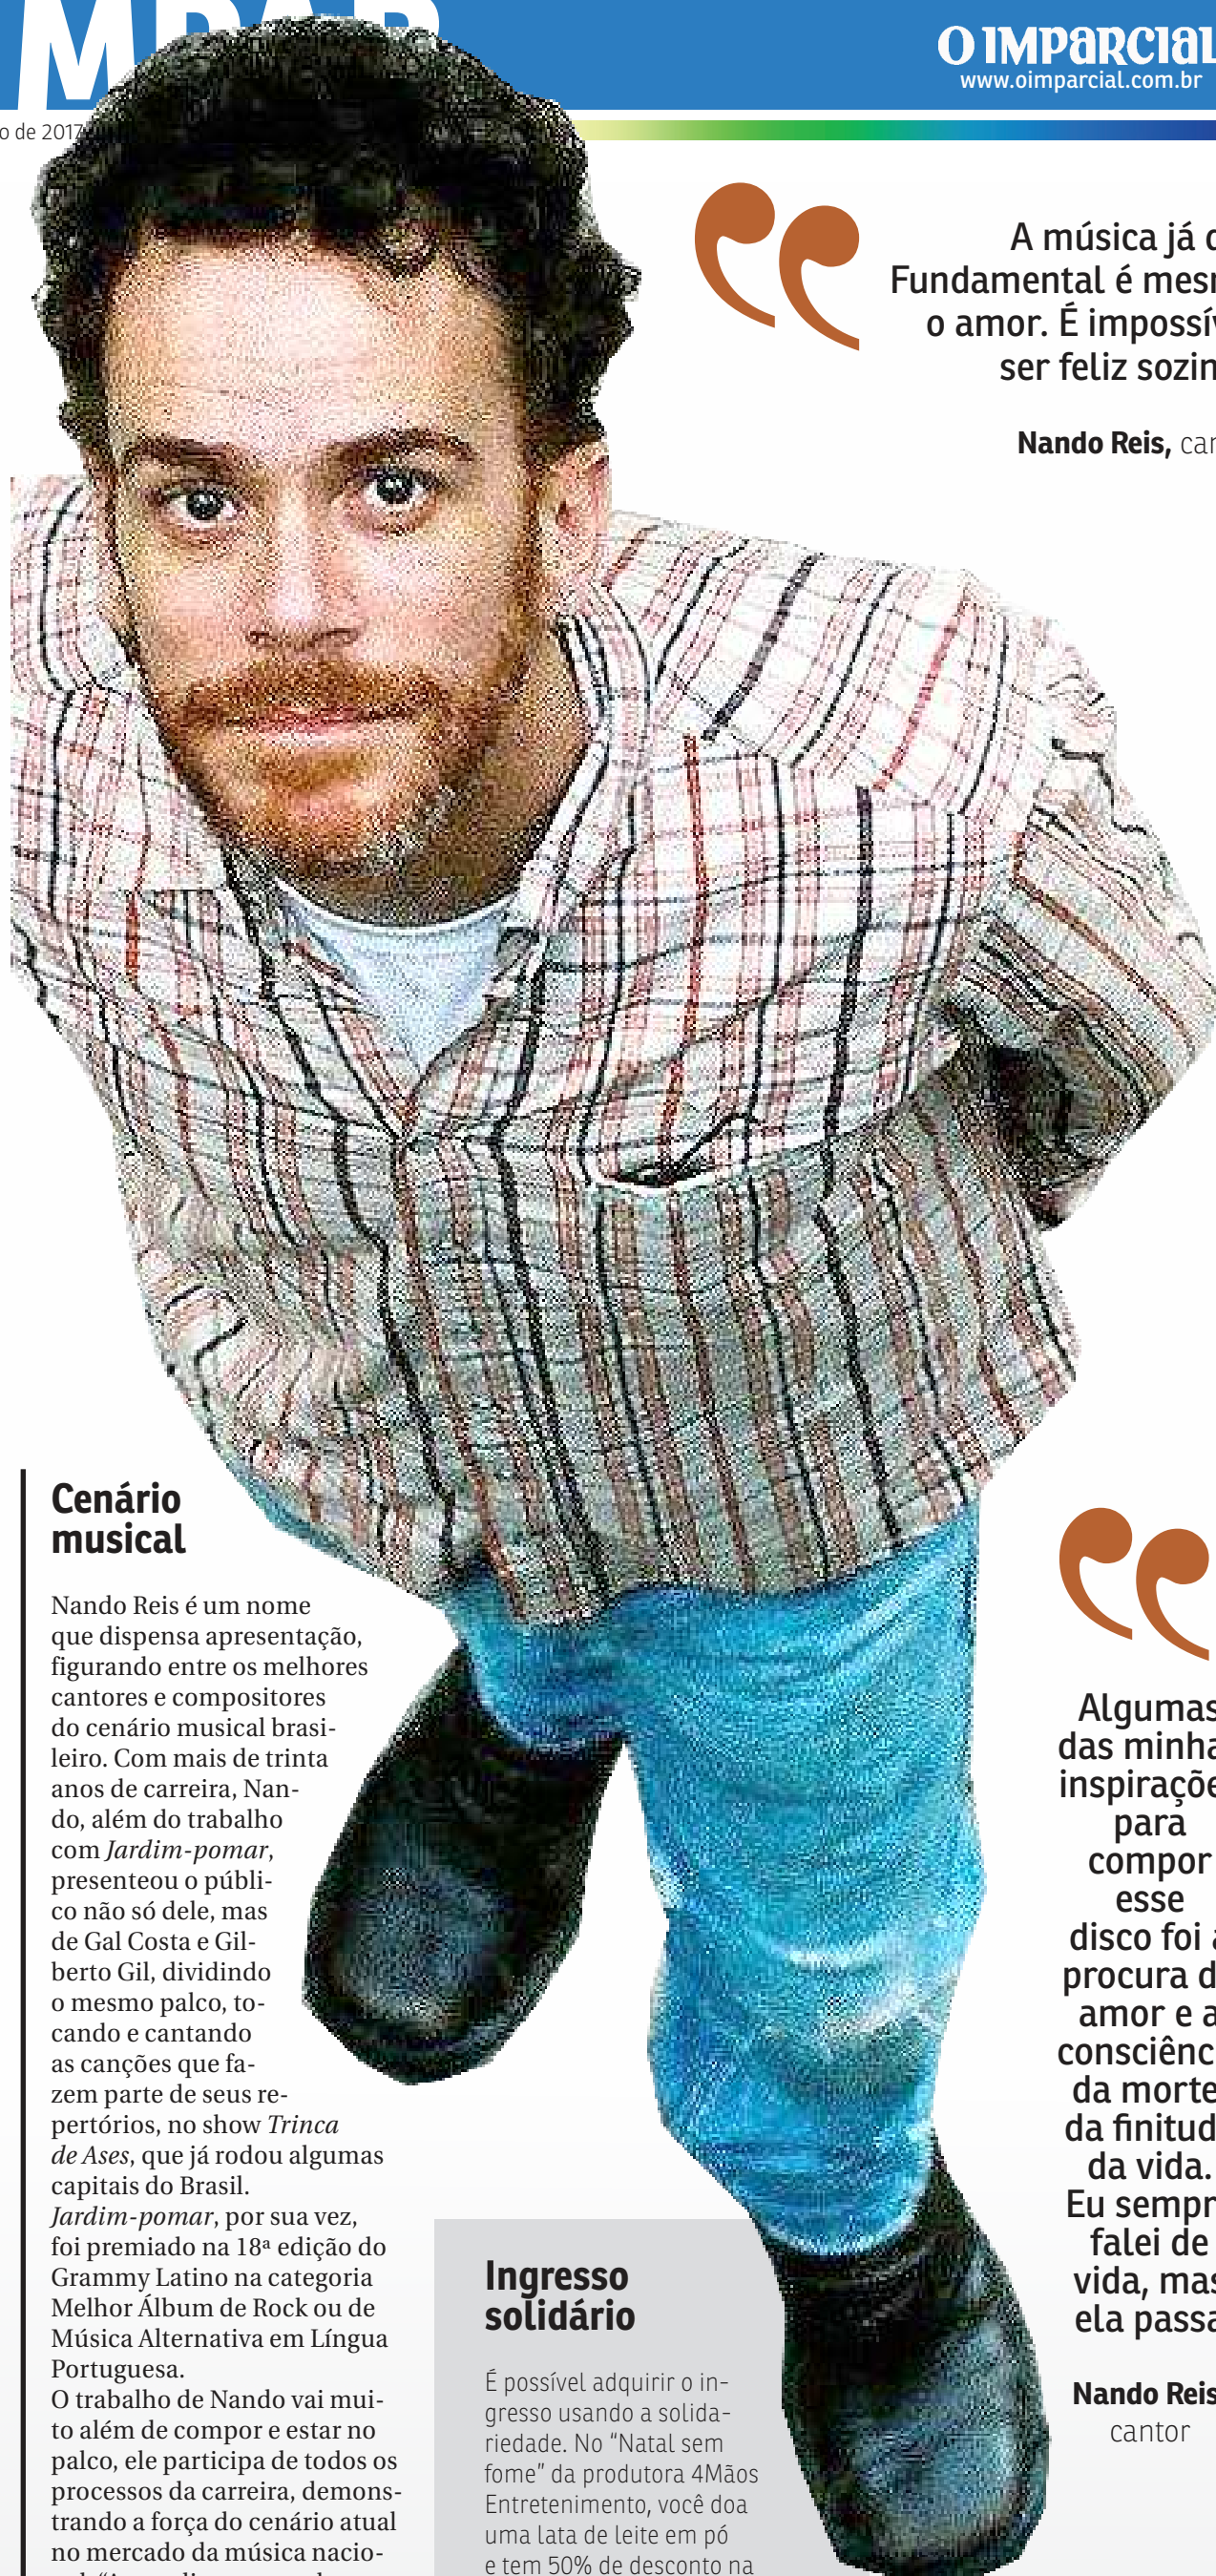 O IMPARCIAL
www.oimparcial.com.br
o de 2017
A música já
Fundamental é
o amor. É
ser feliz
Nando Reis,
Cenário
musical
Nando Reis é um nome
que dispensa apresentação,
figurando entre os melhores
cantores e compositores
do cenário musical brasi-
leiro. Com mais de trinta
anos de carreira, Nan-
do, além do trabalho
com Jardim-pomar,
presenteou o públi-
co não só dele, mas
de Gal Costa e Gil-
berto Gil, dividindo
o mesmo palco, to-
cando e cantando
as canções que fa-
zem parte de seus re-
pertórios, no show Trinca
de Ases, que já rodou algumas
capitais do Brasil.
Jardim-pomar, por sua vez,
foi premiado na 18ª edição do
Grammy Latino na categoria
Melhor Álbum de Rock ou de
Música Alternativa em Língua
Portuguesa.
O trabalho de Nando vai mui-
to além de compor e estar no
palco, ele participa de todos os
processos da carreira, demons-
trando a força do cenário atual
no mercado da música nacio-
Ingresso
solidário
É possível adquirir o in-
gresso usando a solida-
riedade. No “Natal sem
fome” da produtora 4Mãos
Entretenimento, você doa
uma lata de leite em pó
e tem 50% de desconto na
“
Algumas
das
para
compor
esse
disco foi
procura
amor e a
da morte
da
da vida.
Eu
falei de
vida, mas
ela passa
Nando Reis
cantor